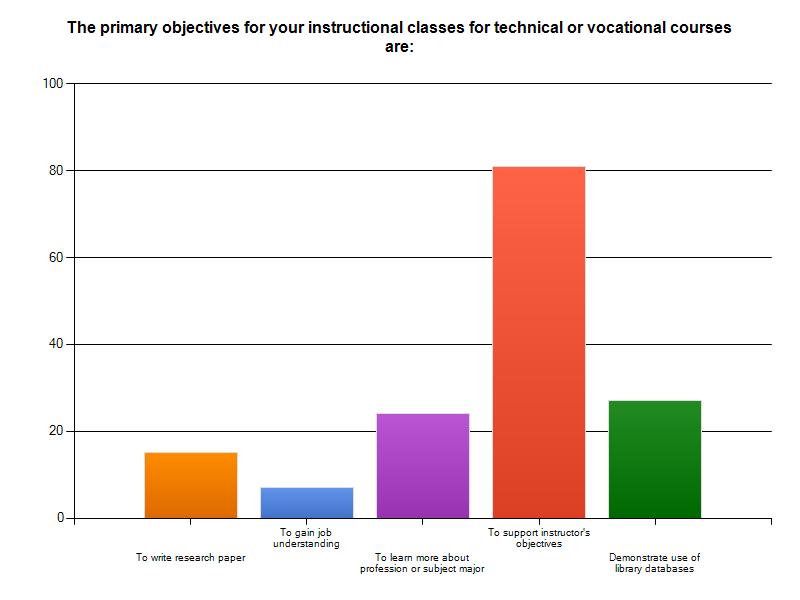 The primary objectives for your instructional classes for technical or vocational courses
are:
100
80
60
40
20
0
To write research paper
To gain job
understanding
To learn more about
profession or subject major
To support instructor's
objectives
Demonstrate use of
library databases